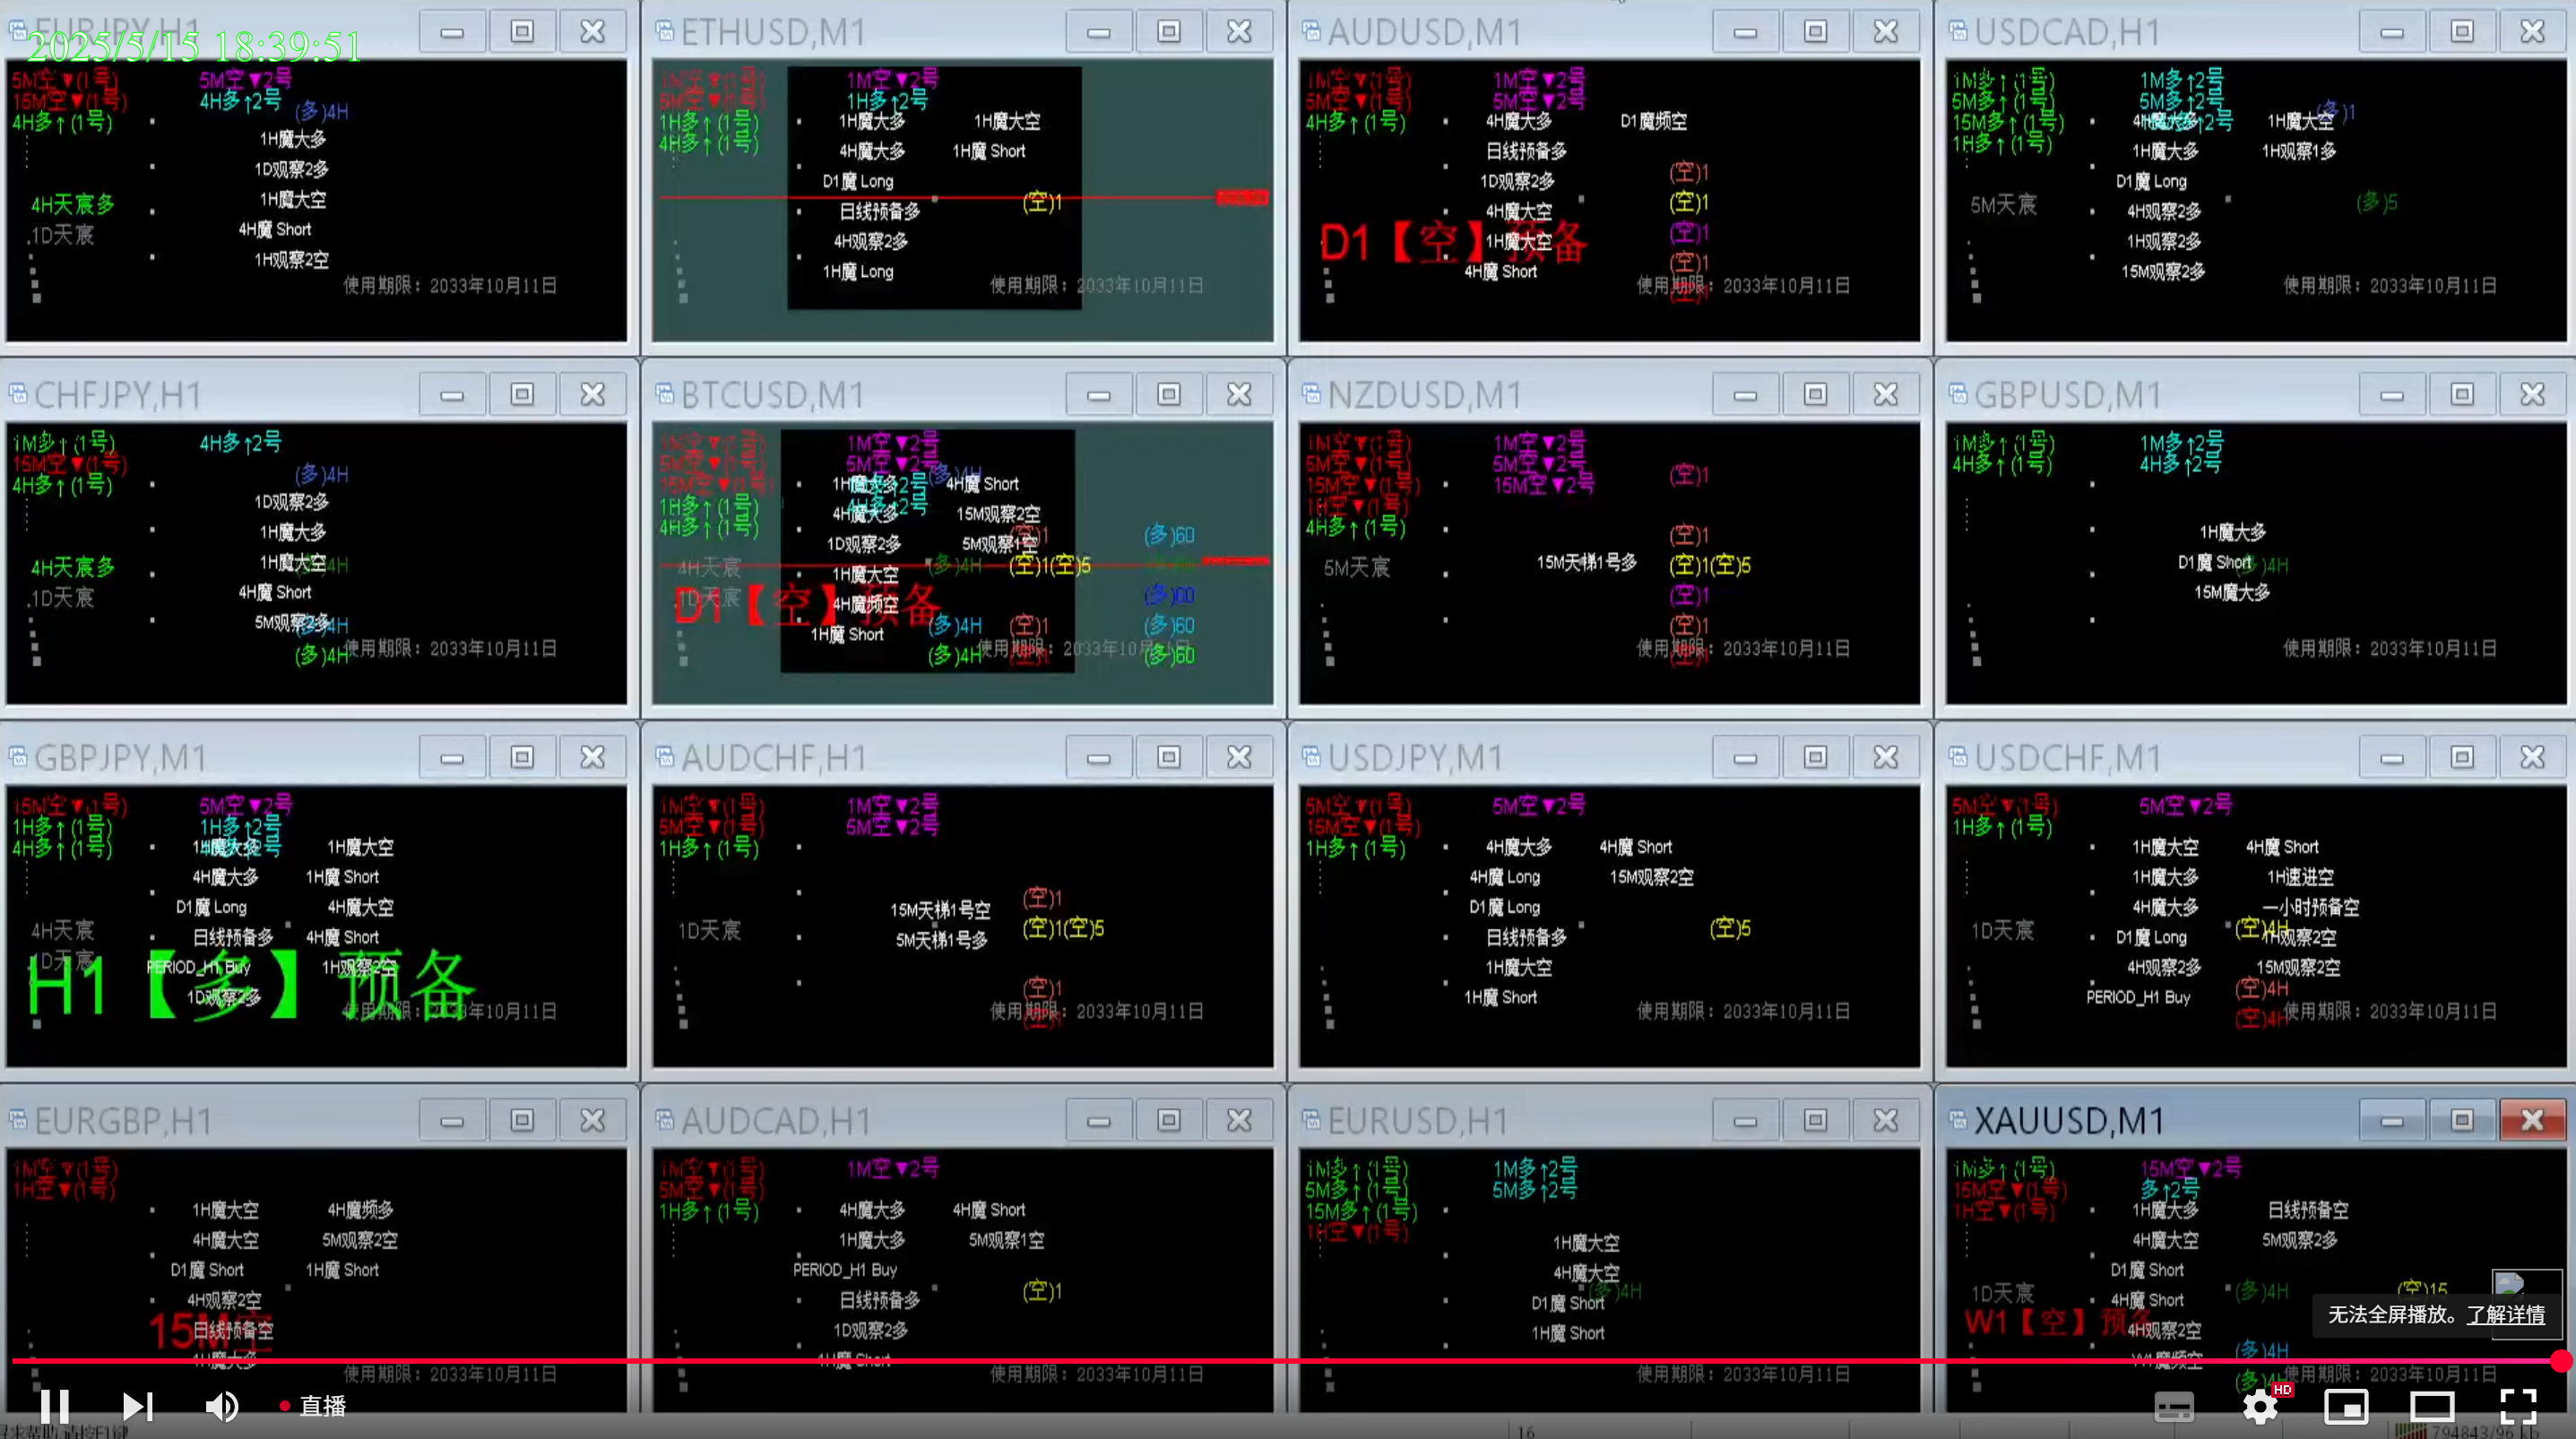 EURJPY,H1
2025/5/15 18:39:51
5M空▼(1号) 5M空▼2号
15M空▼(1号) 4H多↑2号
(多)4H
4H多↑(1号)
1H魔大多
1D观察2多
1H魔大空
4H天宸多
4H魔 Short
.1D天宸
1H观察2空
使用期限：2033年10月11日
ETHUSD,M1
1M空▼(1号) 1M空▼2号
5M空▼(1号) 1H多↑2号
1H多↑(1号) 1H魔大多 1H魔大空
4H多↑(1号) 4H魔大多 1H魔 Short
D1魔 Long
日线预备多 (空)1
4H观察2多
1H魔 Long
使用期限：2033年10月11日
AUDUSD,M1
1M空▼(1号) 1M空▼2号
5M空▼(1号) 5M空▼2号
4H多↑(1号) 4H魔大多 D1魔频空
日线预备多
1D观察2多 (空)1
4H魔大空 (空)1
D1【空】预备
1H魔大空 (空)1
4H魔 Short (空)1
使用期限：2033年10月11日
USDCAD,H1
1M多↑(1号) 1M多↑2号
5M多↑(1号) 5M多↑2号
(多)1
15M多↑(1号) 4H魔大多 1H魔大空
1H多↑(1号) 1H魔大多 1H观察1多
D1魔 Long
5M天宸 4H观察2多 (多)5
1H观察2多
15M观察2多
使用期限：2033年10月11日
CHFJPY,H1
1M多↑(1号) 4H多↑2号
15M空▼(1号)
(多)4H
4H多↑(1号)
1D观察2多
1H魔大多
4H天宸多 1H魔大空
4H魔 Short
.1D天宸
5M观察2多
(多)4H
使用期限：2033年10月11日
BTCUSD,M1
1M空▼(1号) 1M空▼2号
5M空▼(1号) 5M空▼2号
(多)4H
15M空▼(1号) 1H魔大多 4H魔 Short
1H多↑(1号) 4H魔大多 15M观察2空
4H多↑(1号) 4H多↑2号
1D观察2多 5M观察1空 (多)60
4H天宸 1H魔大空 (多)4H (空)1(空)5
1D天宸 4H魔频空
D1【空】预备
1H魔 Short (多)4H (空)1 (多)60
(多)4H (多)60
使用期限：2033年10月11日
NZDUSD,M1
1M空▼(1号) 1M空▼2号
5M空▼(1号) 5M空▼2号
15M空▼(1号) 15M空▼2号 (空)1
1H空▼(1号)
4H多↑(1号) (空)1
5M天宸 15M天梯1号多 (空)1(空)5
(空)1
(空)1
使用期限：2033年10月11日
GBPUSD,M1
1M多↑(1号) 1M多↑2号
4H多↑(1号) 4H多↑2号
1H魔大多
D1魔 Short
15M魔大多
使用期限：2033年10月11日
GBPJPY,M1
15M空▼(1号) 5M空▼2号
1H多↑(1号) 1H多↑2号
4H多↑(1号) 1H魔大多 1H魔大空
4H魔大多 1H魔 Short
D1魔 Long 4H魔大空
4H天宸
日线预备多 4H魔 Short
.1D天宸
PERIOD_H1 Buy 1H观察2空
H1【多】预备
1D观察2多
使用期限：2033年10月11日
AUDCHF,H1
1M空▼(1号) 1M空▼2号
5M空▼(1号) 5M空▼2号
1H多↑(1号)
(空)1
15M天梯1号空
1D天宸 (空)1(空)5
5M天梯1号多
(空)1
使用期限：2033年10月11日
USDJPY,M1
5M空▼(1号) 5M空▼2号
15M空▼(1号)
1H多↑(1号) 4H魔大多 4H魔 Short
4H魔 Long 15M观察2空
D1魔 Long
日线预备多 (空)5
1H魔大空
1H魔 Short
使用期限：2033年10月11日
USDCHF,M1
5M空▼(1号) 5M空▼2号
1H多↑(1号)
1H魔大空 4H魔 Short
1H魔大多 1H速进空
4H魔大多 一小时预备空
1D天宸 (空)4H
D1魔 Long 1H观察2空
4H观察2多 15M观察2空
PERIOD_H1 Buy (空)4H
(空)4H
使用期限：2033年10月11日
EURGBP,H1
1M空▼(1号)
1H空▼(1号)
1H魔大空 4H魔频多
4H魔大空 5M观察2空
D1魔 Short 1H魔 Short
4H观察2空
15M空
日线预备空
1H魔大多
使用期限：2033年10月11日
AUDCAD,H1
1M空▼(1号) 1M空▼2号
5M空▼(1号)
1H多↑(1号) 4H魔大多 4H魔 Short
1H魔大多 5M观察1空
PERIOD_H1 Buy
日线预备多 (空)1
1D观察2多
1H魔 Short
使用期限：2033年10月11日
EURUSD,H1
1M多↑(1号) 1M多↑2号
5M多↑(1号) 5M多↑2号
15M多↑(1号)
1H空▼(1号)
1H魔大空
4H魔大空
(多)4H
D1魔 Short
1H魔 Short
使用期限：2033年10月11日
XAUUSD,M1
1M多↑(1号) 15M空▼2号
15M空▼(1号) 多↑2号
1H空▼(1号) 1H魔大多 日线预备空
4H魔大空 5M观察2多
D1魔 Short
1D天宸 4H魔 Short (多)4H (空)15
W1【空】预备
4H观察2空
(多)4H
W1魔频空
使用期限：2033年10月11日
无法全屏播放。了解详情
直播
HD
16